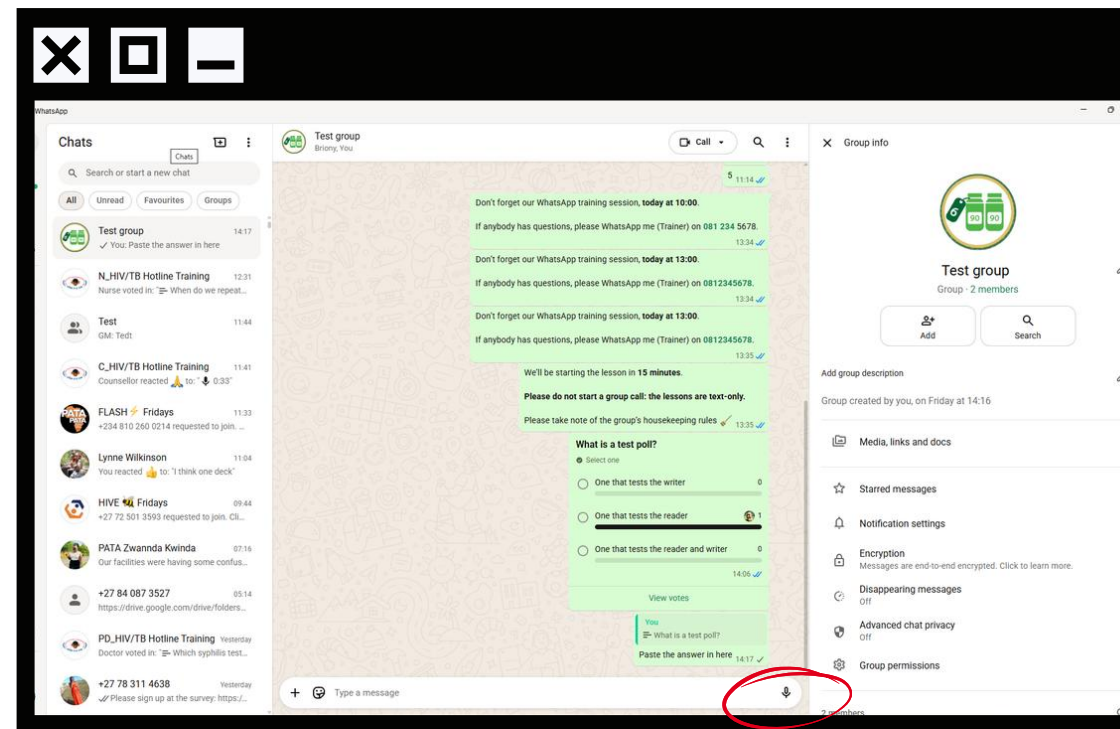 WhatsApp
Chats
Chats
Search or start a new chat
All
Unread
Favourites
Groups
Test group
14:17
You: Paste the answer in here
N_HIV/TB Hotline Training
12:31
Nurse voted in: "When do we repeat...
Test
11:44
GM: Tedt
C_HIV/TB Hotline Training
11:41
Counsellor reacted 🙏 to: "🎤 0:33"
FLASH⚡ Fridays
11:33
+234 810 260 0214 requested to join. ...
Lynne Wilkinson
11:04
You reacted 👍 to: "I think one deck"
HIVE 🐝 Fridays
09:44
+27 72 501 3593 requested to join. Cli...
PATA Zwannda Kwinda
07:16
Our facilities were having some confus...
+27 84 087 3527
05:14
https://drive.google.com/drive/folders...
PD_HIV/TB Hotline Training
Yesterday
Doctor voted in: "Which syphilis test...
+27 78 311 4638
Yesterday
Please sign up at the survey: https:/...
Test group
Briony, You
Call
5
11:14
Don't forget our WhatsApp training session, today at 10:00.
If anybody has questions, please WhatsApp me (Trainer) on 081 234 5678.
13:34
Don't forget our WhatsApp training session, today at 13:00.
If anybody has questions, please WhatsApp me (Trainer) on 0812345678.
13:34
Don't forget our WhatsApp training session, today at 13:00.
If anybody has questions, please WhatsApp me (Trainer) on 0812345678.
13:35
We'll be starting the lesson in 15 minutes.
Please do not start a group call: the lessons are text-only.
Please take note of the group's housekeeping rules 🧹
13:35
What is a test poll?
Select one
One that tests the writer
0
One that tests the reader
1
One that tests the reader and writer
0
14:06
View votes
You
What is a test poll?
Paste the answer in here
14:17
Type a message
Group info
90 90
Test group
Group · 2 members
Add
Search
Add group description
Group created by you, on Friday at 14:16
Media, links and docs
Starred messages
Notification settings
Encryption
Messages are end-to-end encrypted. Click to learn more.
Disappearing messages
Off
Advanced chat privacy
Off
Group permissions
2 members